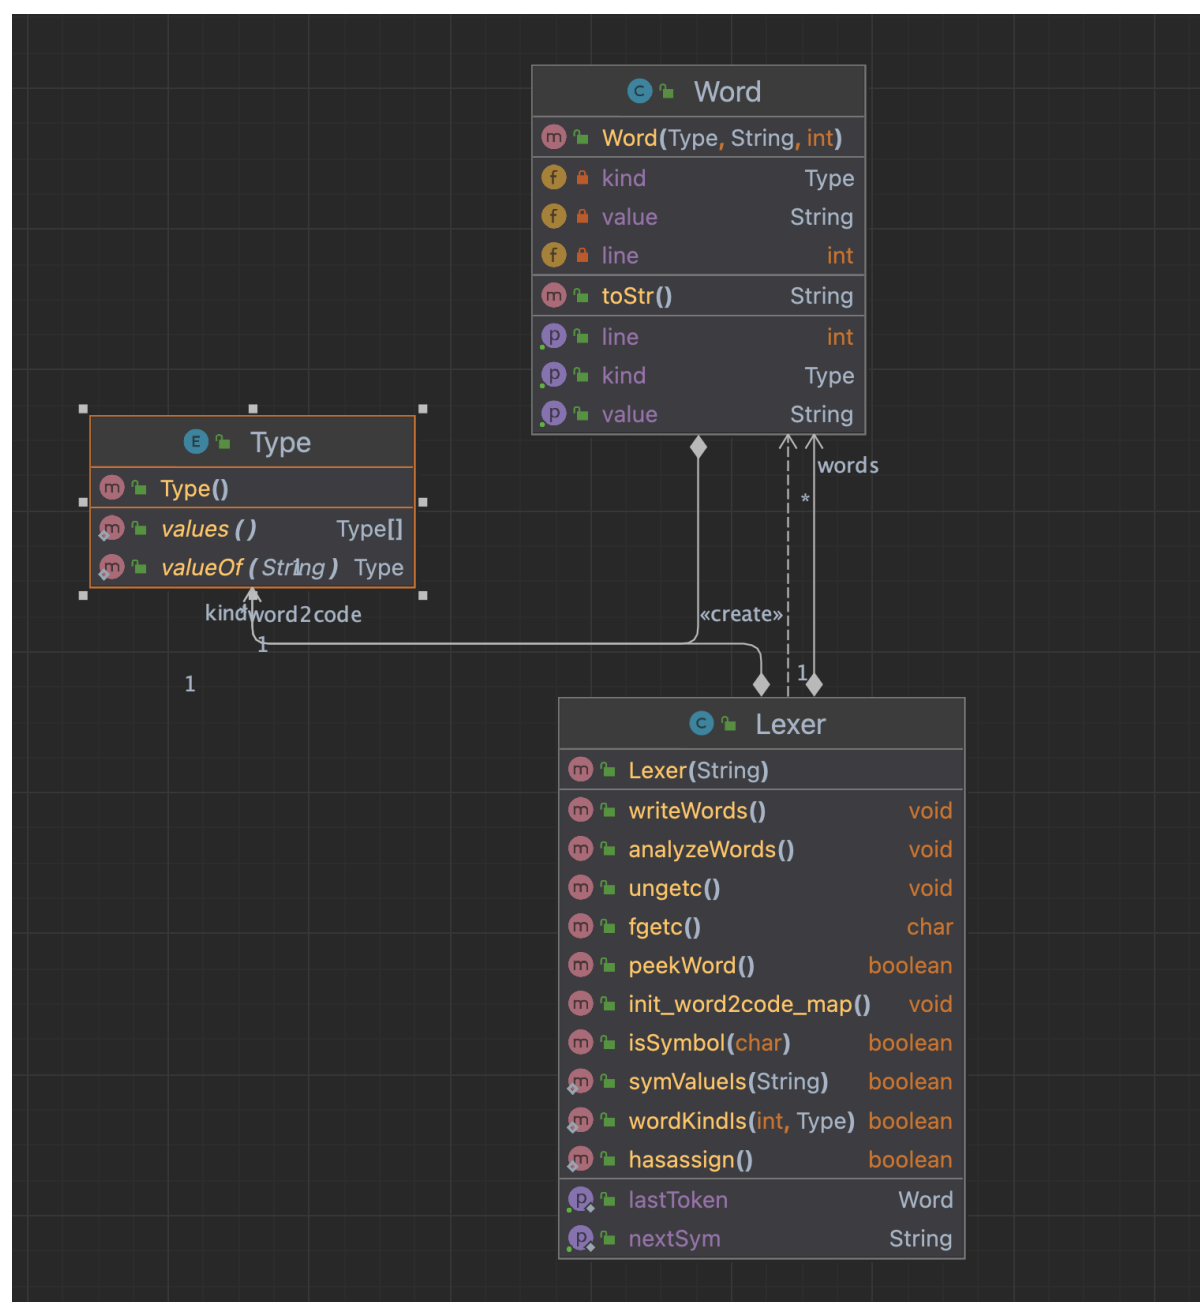 Word
Word(Type, String, int)
kind Type
value String
line int
toStr() String
line int
kind Type
value String
words
*
Type
Type()
values () Type[]
valueOf (String) Type
1
kind
word2code
*
1
1
«create»
1
Lexer
Lexer(String)
writeWords() void
analyzeWords() void
ungetc() void
fgetc() char
peekWord() boolean
init_word2code_map() void
isSymbol(char) boolean
symValueIs(String) boolean
wordKindIs(int, Type) boolean
hasassign() boolean
lastToken Word
nextSym String